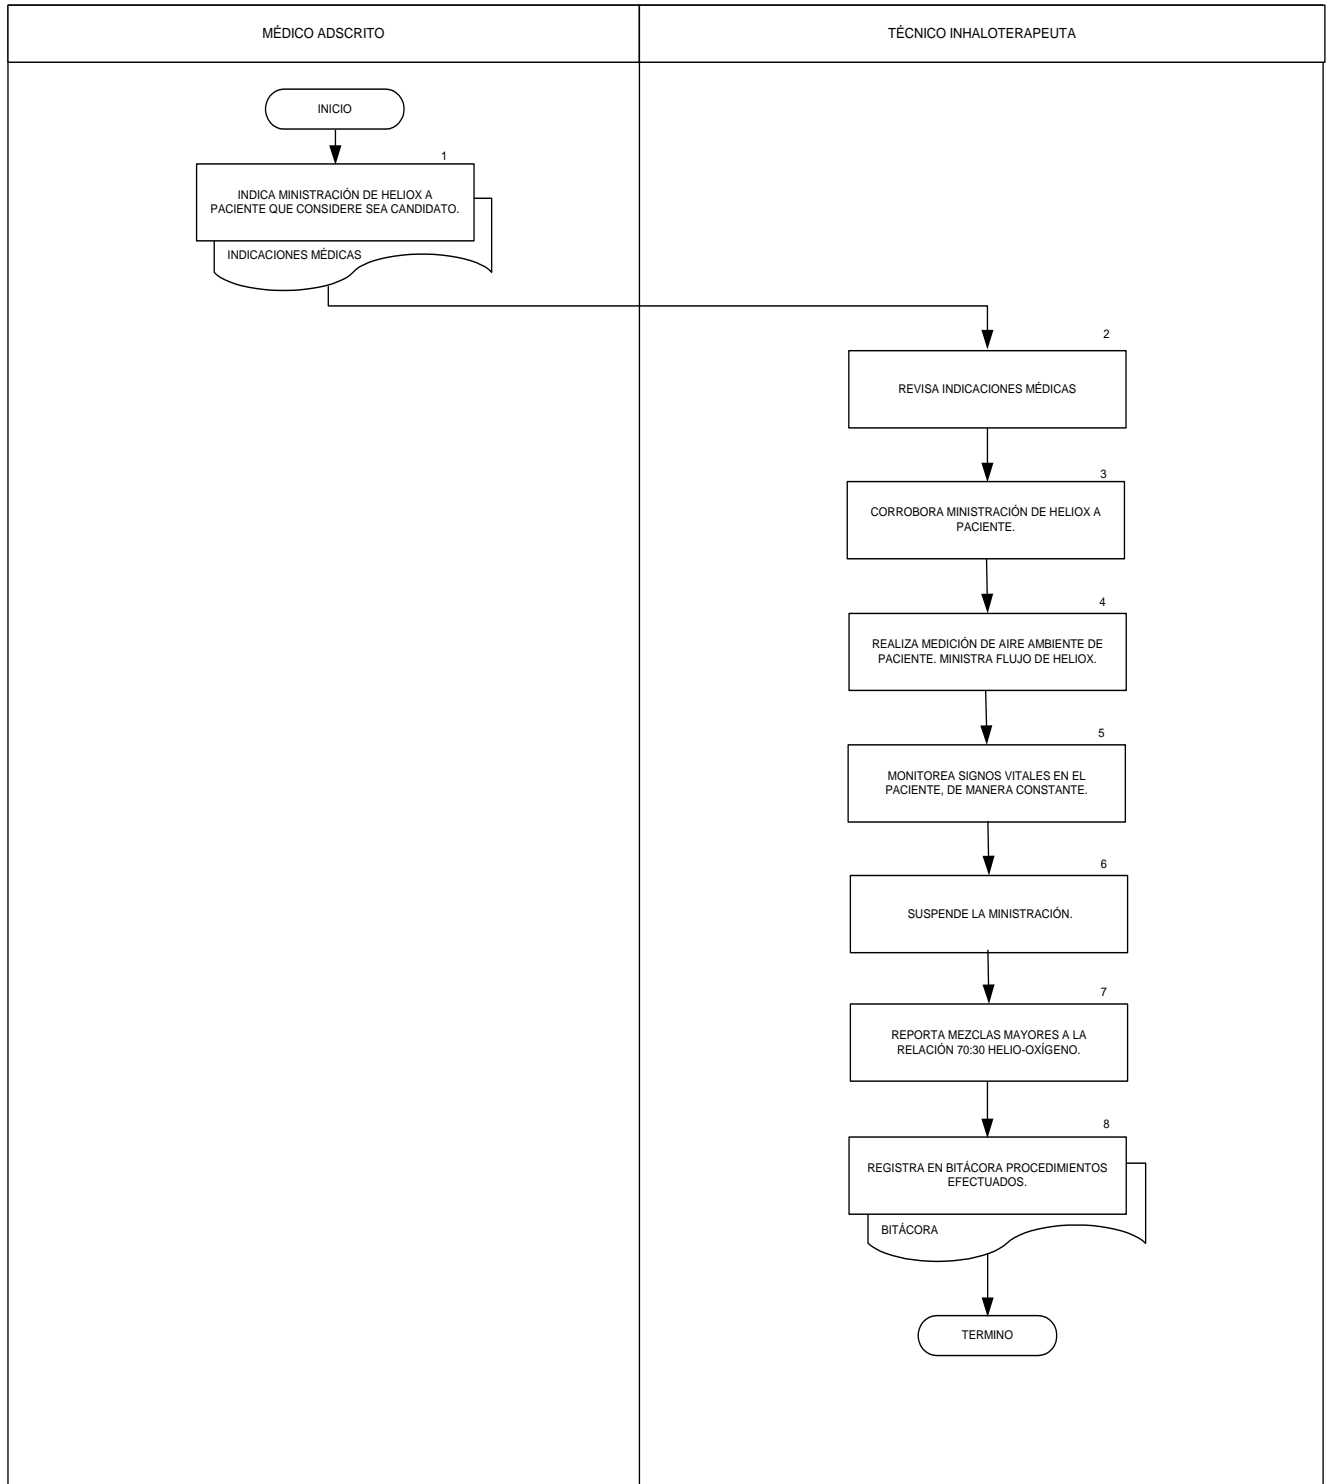 MÉDICO ADSCRITO
TÉCNICO INHALOTERAPEUTA
INICIO
1
INDICA MINISTRACIÓN DE HELIOX A
PACIENTE QUE CONSIDERE SEA CANDIDATO.
INDICACIONES MÉDICAS
2
REVISA INDICACIONES MÉDICAS
3
CORROBORA MINISTRACIÓN DE HELIOX A
PACIENTE.
4
REALIZA MEDICIÓN DE AIRE AMBIENTE DE
PACIENTE. MINISTRA FLUJO DE HELIOX.
5
MONITOREA SIGNOS VITALES EN EL
PACIENTE, DE MANERA CONSTANTE.
6
SUSPENDE LA MINISTRACIÓN.
7
REPORTA MEZCLAS MAYORES A LA
RELACIÓN 70:30 HELIO-OXÍGENO.
8
REGISTRA EN BITÁCORA PROCEDIMIENTOS
EFECTUADOS.
BITÁCORA
TERMINO